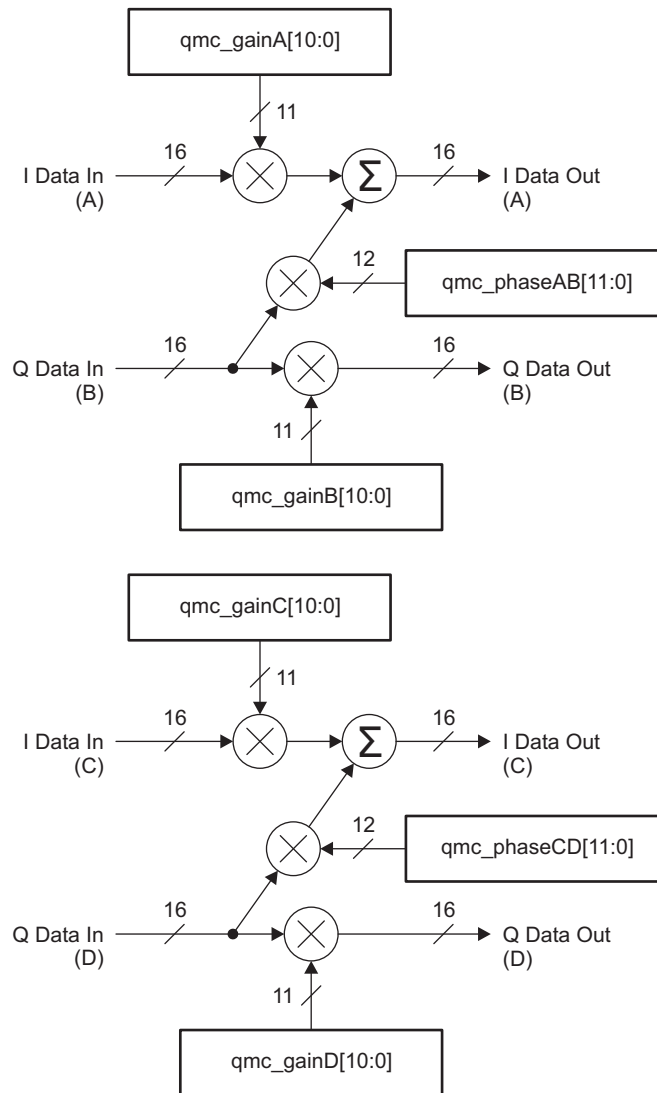 qmc_gainA[10:0]
11
16
16
I Data In
(A)
Σ
I Data Out
(A)
12
qmc_phaseAB[11:0]
16
16
Q Data In
(B)
Q Data Out
(B)
11
qmc_gainB[10:0]
qmc_gainC[10:0]
11
16
16
I Data In
(C)
Σ
I Data Out
(C)
12
qmc_phaseCD[11:0]
16
16
Q Data In
(D)
Q Data Out
(D)
11
qmc_gainD[10:0]